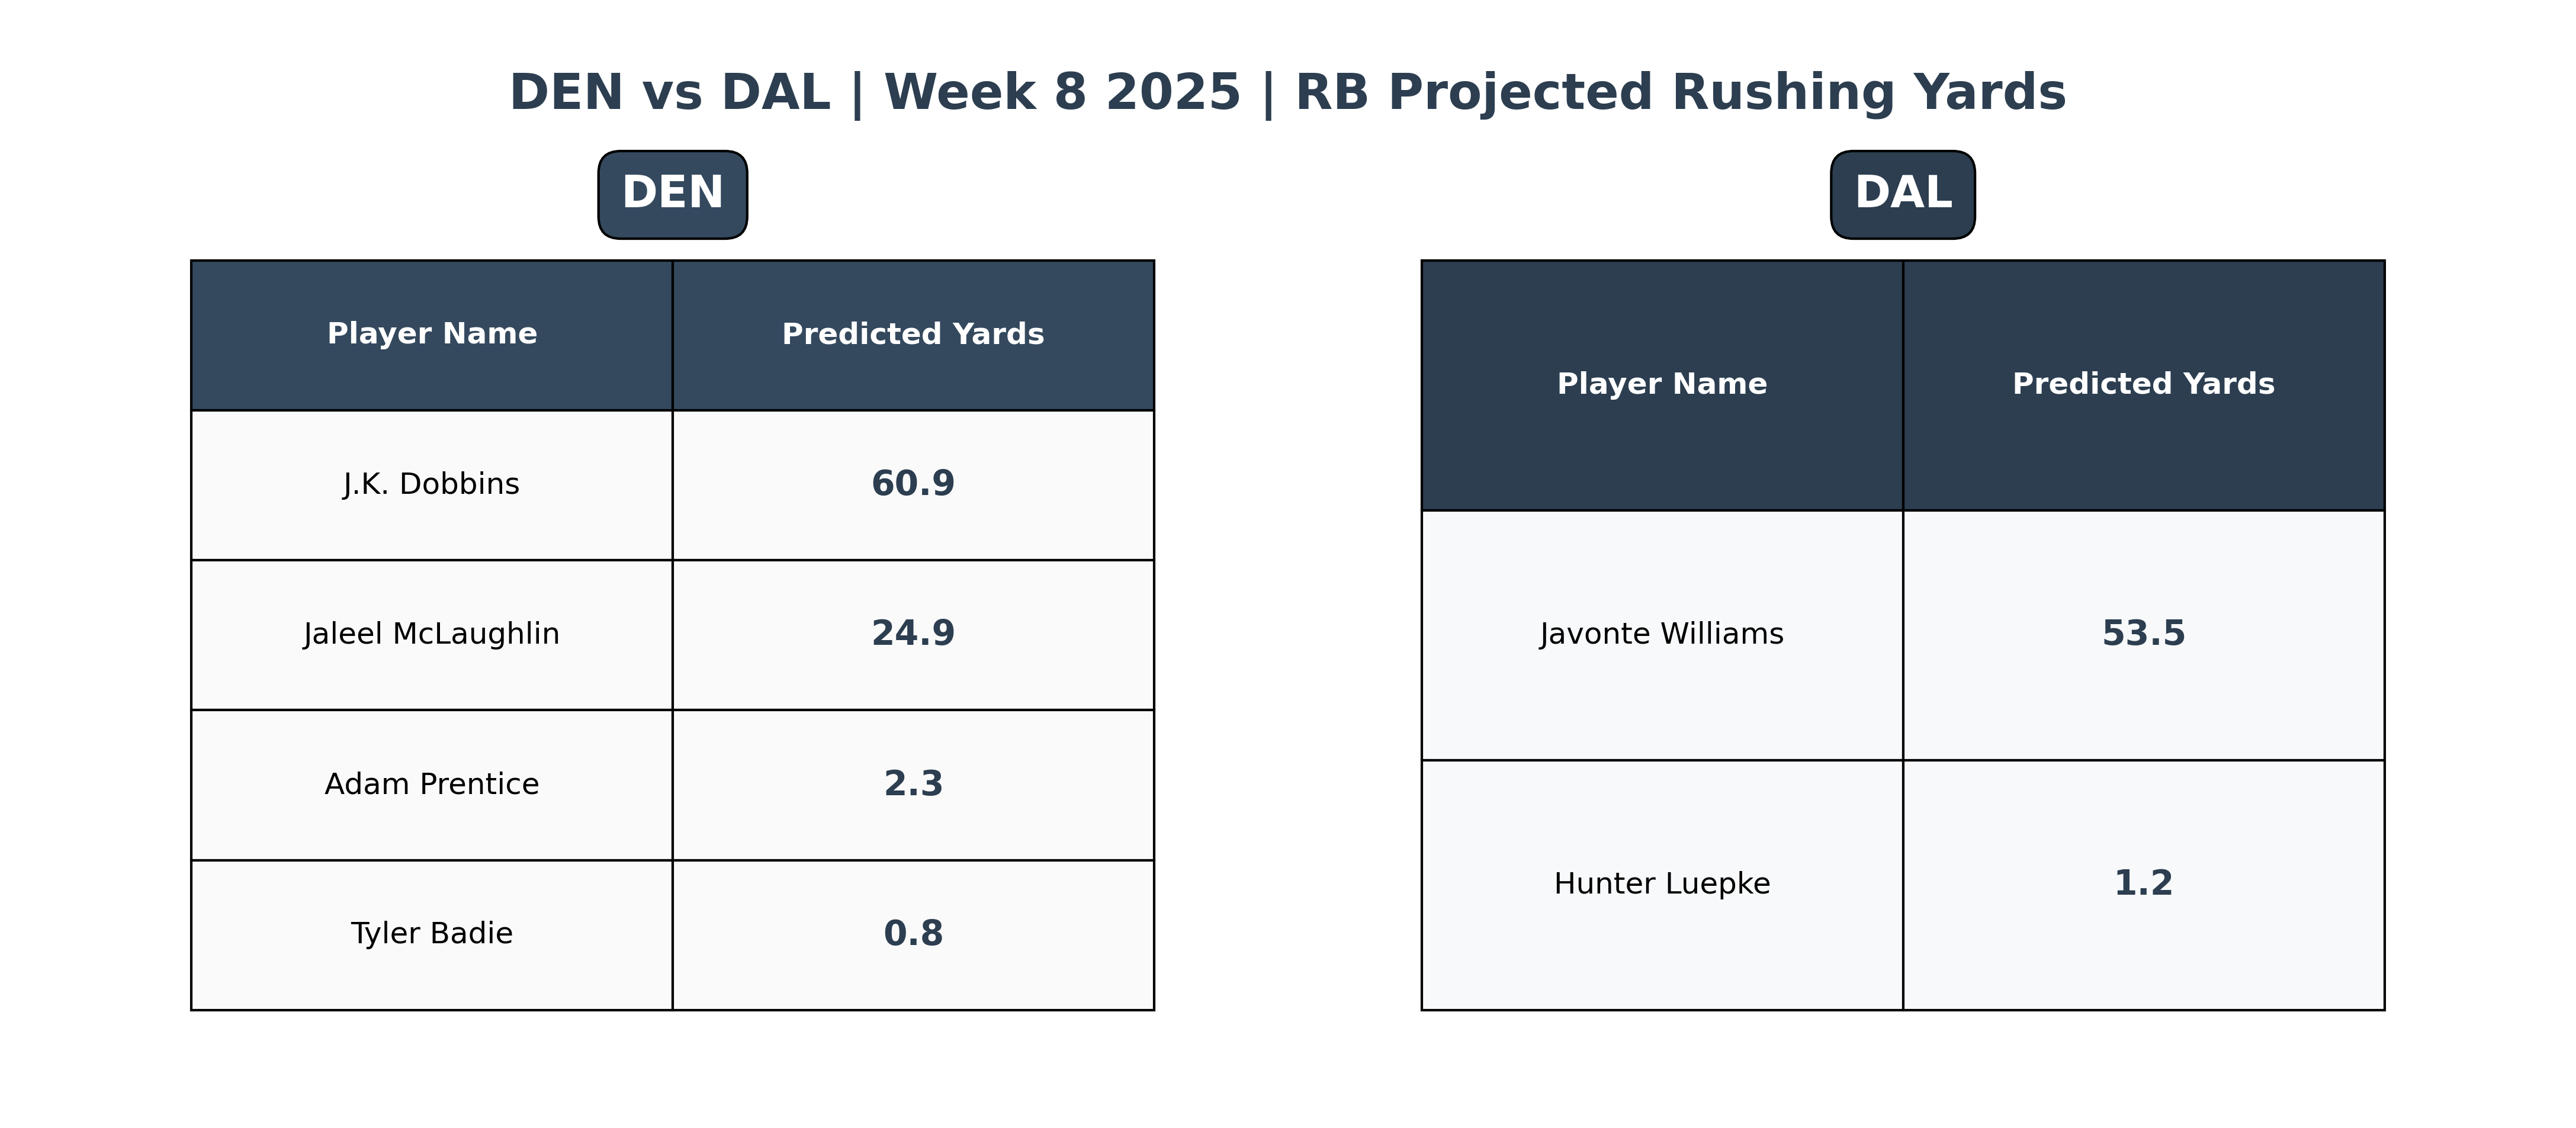 DEN vs DAL | Week 8 2025 | RB Projected Rushing Yards
DEN
Player Name Predicted Yards
J.K. Dobbins 60.9
Jaleel McLaughlin 24.9
Adam Prentice 2.3
Tyler Badie 0.8
DAL
Player Name Predicted Yards
Javonte Williams 53.5
Hunter Luepke 1.2